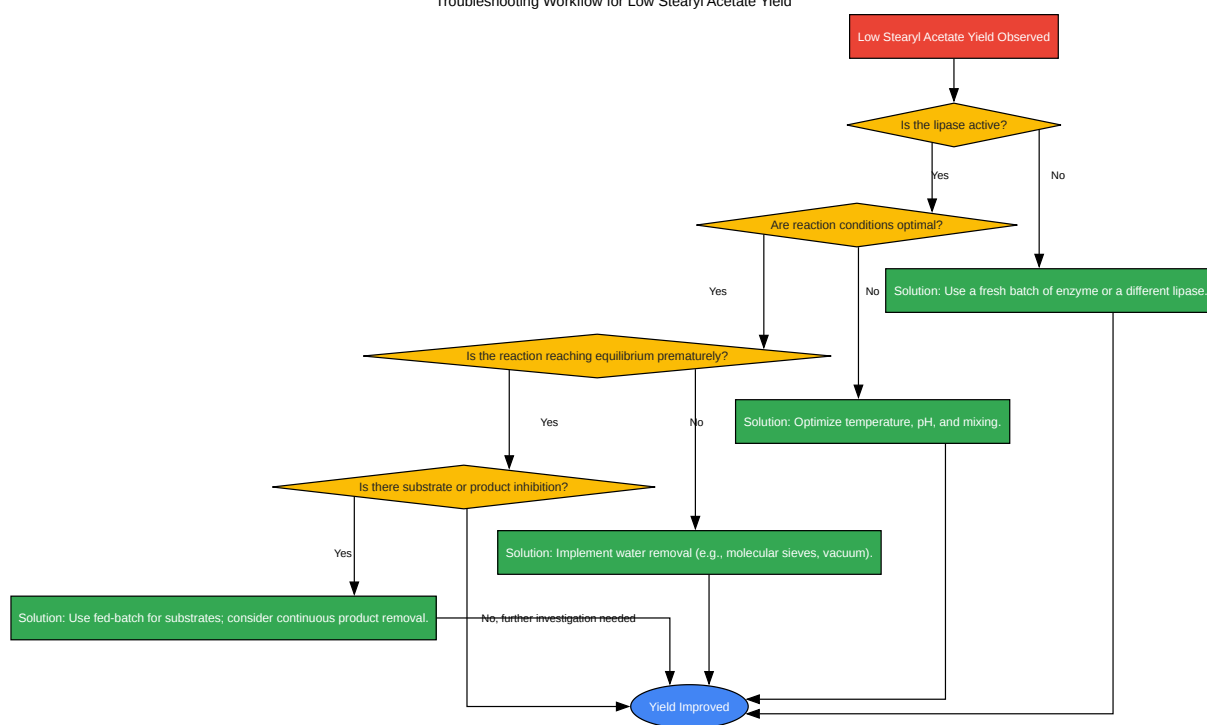 Troubleshooting Workflow for Low Stearyl Acetate Yield
Low Stearyl Acetate Yield Observed
Is the lipase active?
Yes
No
Are reaction conditions optimal?
Solution: Use a fresh batch of enzyme or a different lipase.
Yes
No
Is the reaction reaching equilibrium prematurely?
Solution: Optimize temperature, pH, and mixing.
Yes
No
Is there substrate or product inhibition?
Solution: Implement water removal (e.g., molecular sieves, vacuum).
Yes
Solution: Use fed-batch for substrates; consider continuous product removal.
No, further investigation needed
Yield Improved